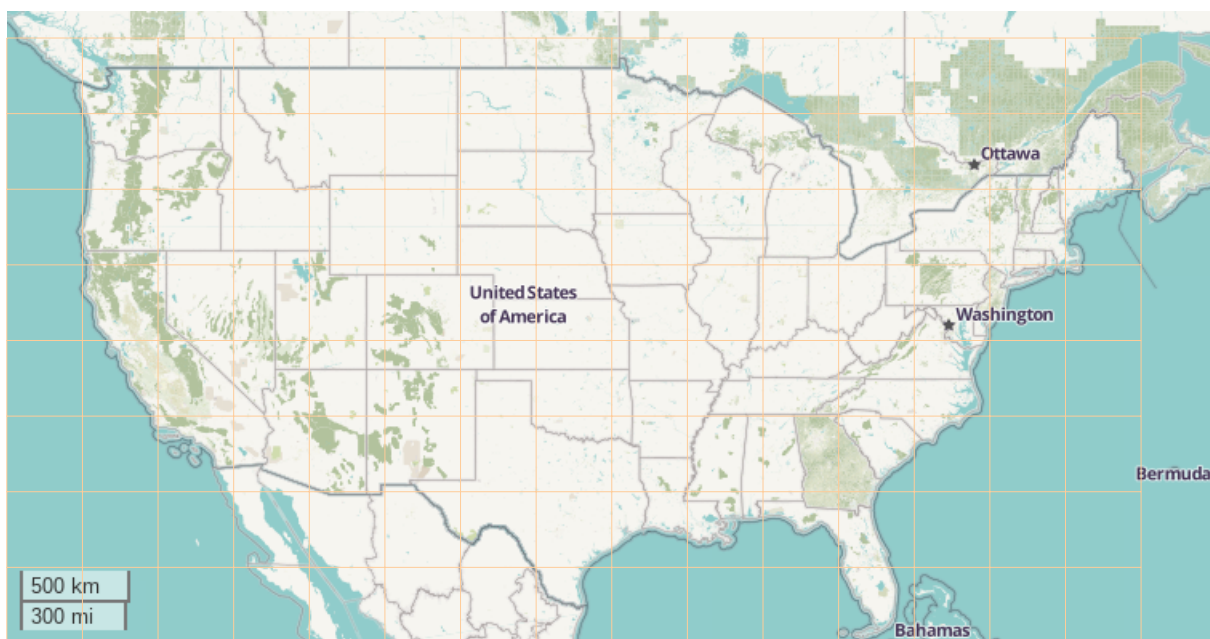 Ottawa
United States
of America
Washington
Bermuda
500 km
300 mi
Bahamas